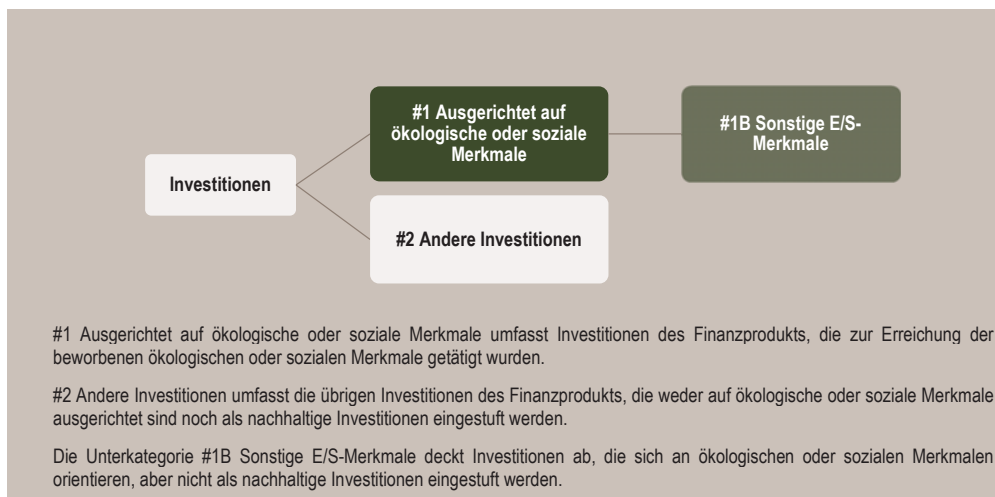 #1 Ausgerichtet auf
ökologische oder soziale
Merkmale
#1B Sonstige E/S-
Merkmale
Investitionen
#2 Andere Investitionen
#1 Ausgerichtet auf ökologische oder soziale Merkmale umfasst Investitionen des Finanzprodukts, die zur Erreichung der
beworbenen ökologischen oder sozialen Merkmale getätigt wurden.
#2 Andere Investitionen umfasst die übrigen Investitionen des Finanzprodukts, die weder auf ökologische oder soziale Merkmale
ausgerichtet sind noch als nachhaltige Investitionen eingestuft werden.
Die Unterkategorie #1B Sonstige E/S-Merkmale deckt Investitionen ab, die sich an ökologischen oder sozialen Merkmalen
orientieren, aber nicht als nachhaltige Investitionen eingestuft werden.